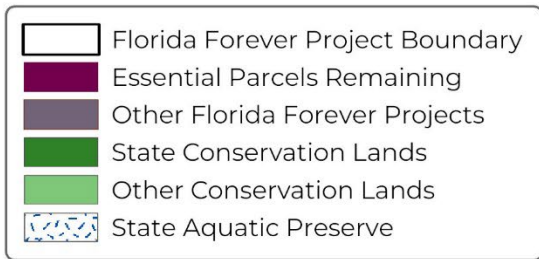 Florida Forever Project Boundary
Essential Parcels Remaining
Other Florida Forever Projects
State Conservation Lands
Other Conservation Lands
State Aquatic Preserve